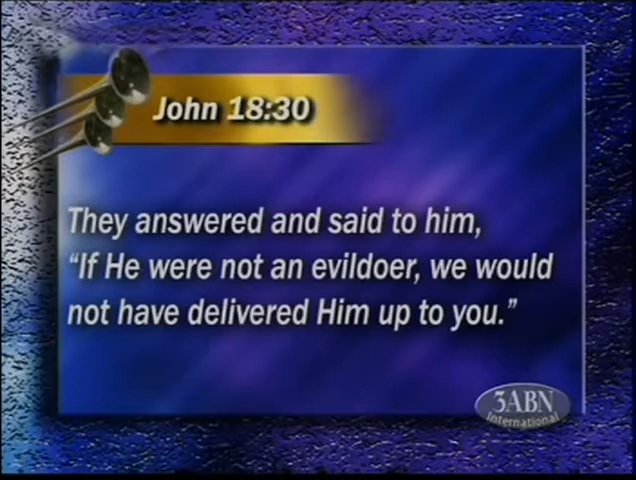 John 18:30
They answered and said to him,
“If He were not an evildoer, we would
not have delivered Him up to you.”
3ABN
International